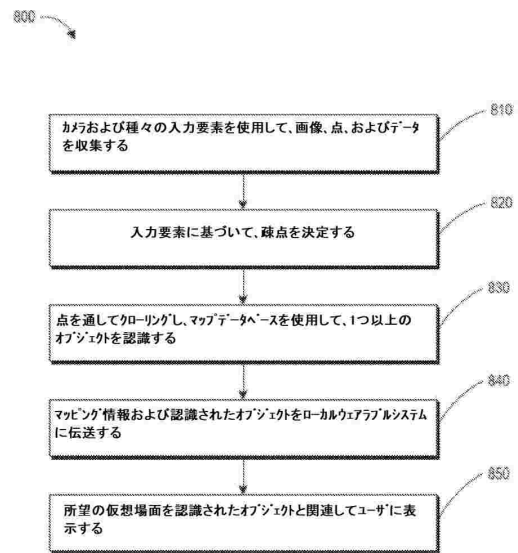 800
810
カメラおよび種々の入力要素を使用して、画像、点、およびデータ
を収集する
820
入力要素に基づいて、疎点を決定する
830
点を通してクローリングし、マップデータベースを使用して、1つ以上の
オブジェクトを認識する
840
マッピング情報および認識されたオブジェクトをローカルウェアラブルシステム
に伝送する
850
所望の仮想場面を認識されたオブジェクトと関連してユーザに表
示する